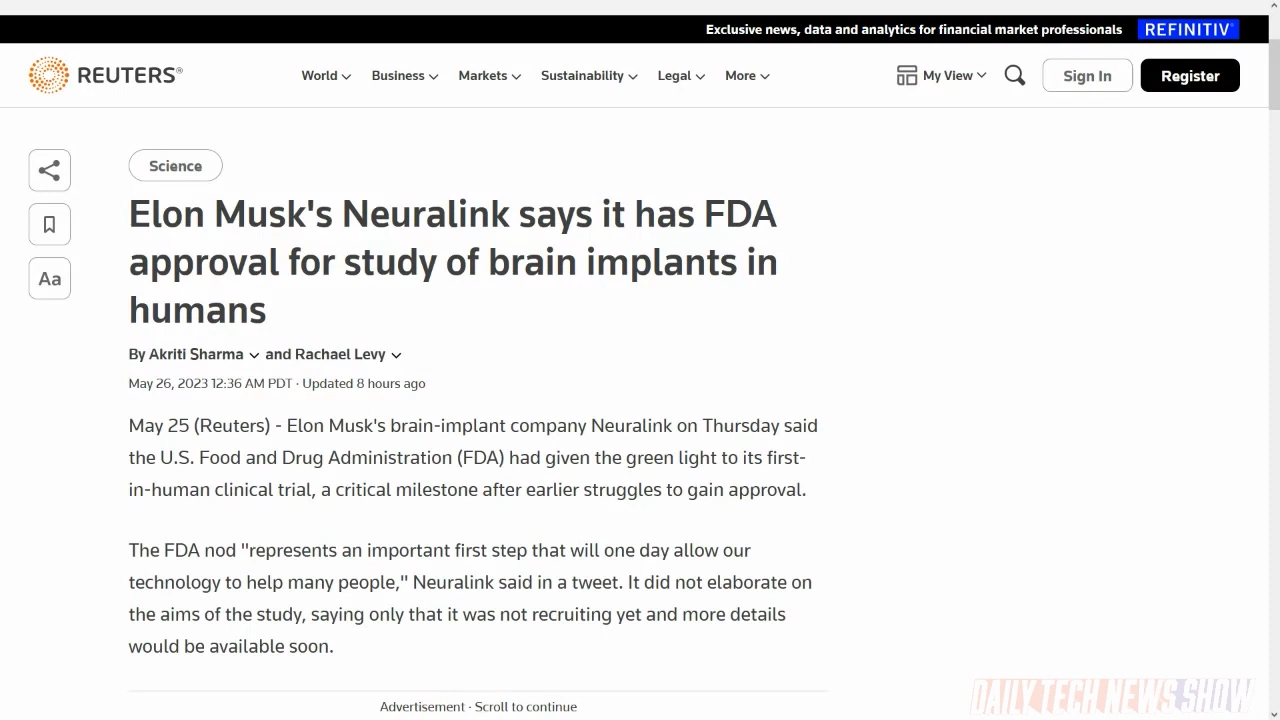 Exclusive news, data and analytics for financial market professionals REFINITIV
REUTERS® World Business Markets Sustainability Legal More My View Sign In Register
Science
Elon Musk's Neuralink says it has FDA
approval for study of brain implants in
humans
By Akriti Sharma and Rachael Levy
May 26, 2023 12:36 AM PDT · Updated 8 hours ago
Aa
May 25 (Reuters) - Elon Musk's brain-implant company Neuralink on Thursday said
the U.S. Food and Drug Administration (FDA) had given the green light to its first-
in-human clinical trial, a critical milestone after earlier struggles to gain approval.
The FDA nod "represents an important first step that will one day allow our
technology to help many people," Neuralink said in a tweet. It did not elaborate on
the aims of the study, saying only that it was not recruiting yet and more details
would be available soon.
Advertisement · Scroll to continue
DAILY TECH NEWS SHOW